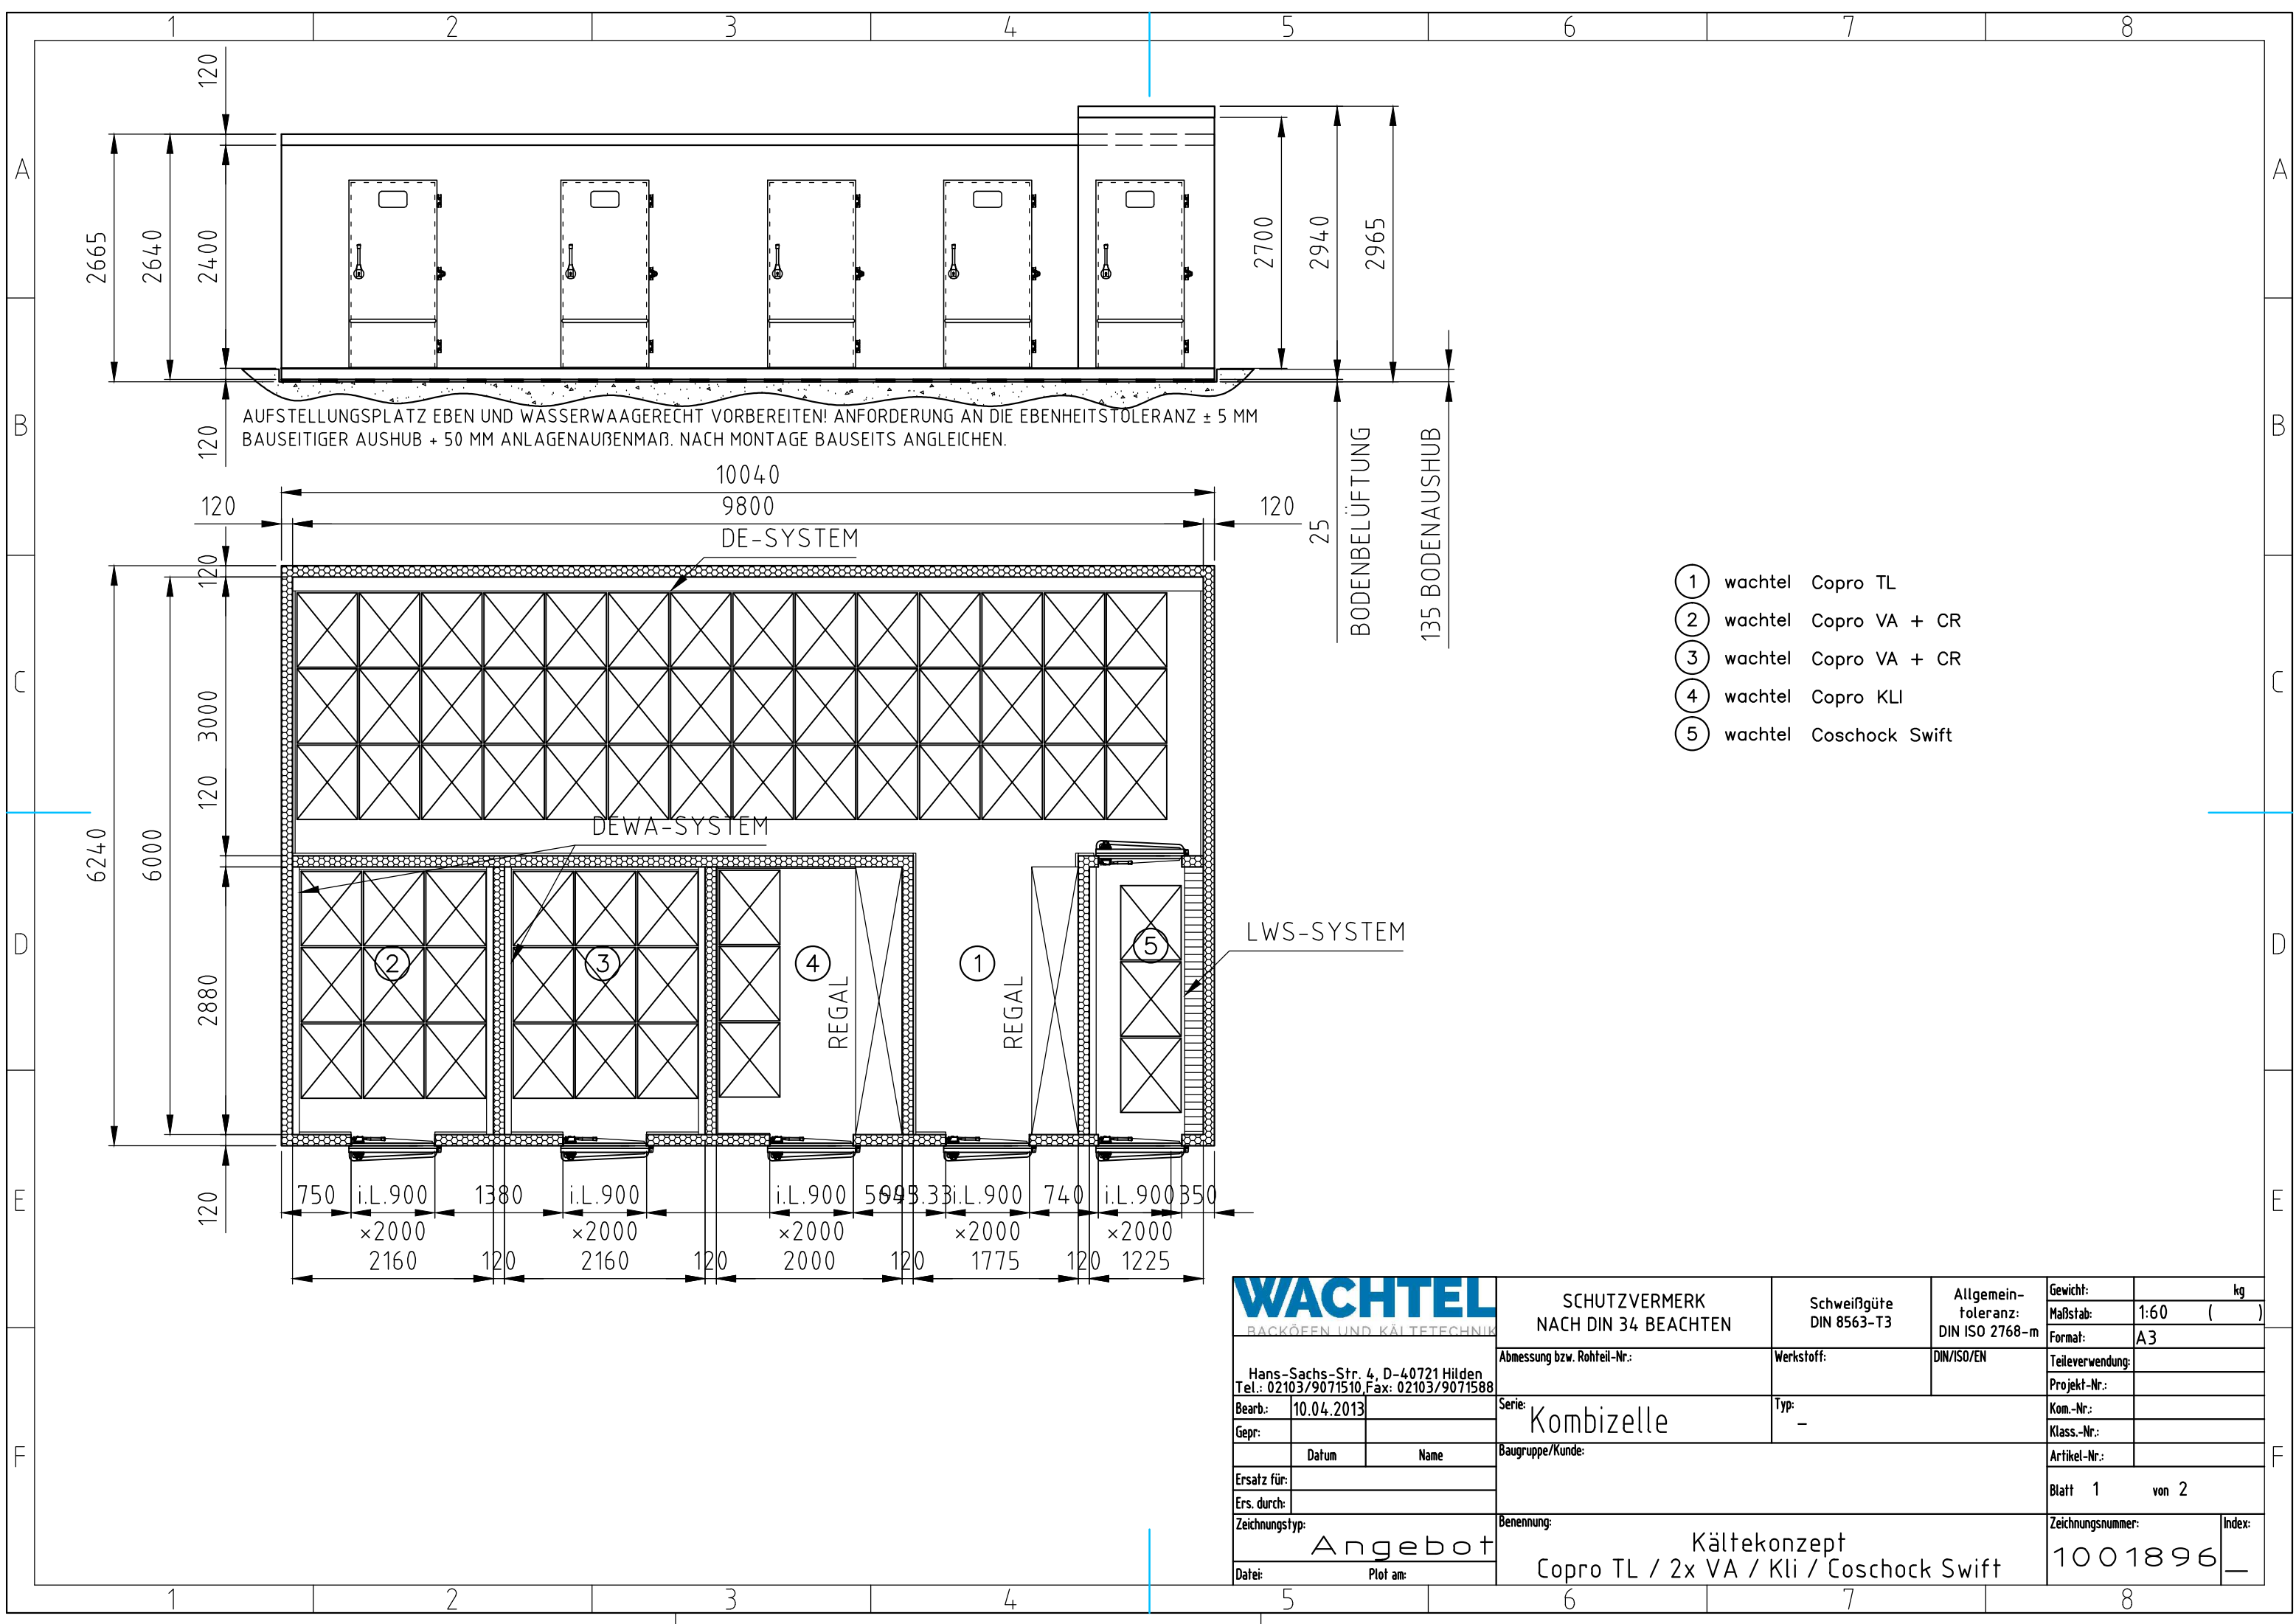 1 2 3 4 5 6 7 8
A
B
C
D
E
F
A
B
C
D
E
F
120
2665
2640
2400
120
2700
2940
2965
AUFSTELLUNGSPLATZ EBEN UND WASSERWAAGERECHT VORBEREITEN! ANFORDERUNG AN DIE EBENHEITSTOLERANZ ± 5 MM
BAUSEITIGER AUSHUB + 50 MM ANLAGENAUßENMAß. NACH MONTAGE BAUSEITS ANGLEICHEN.
25
BODENBELÜFTUNG
135 BODENAUSHUB
10040
120 9800 120
DE-SYSTEM
120
3000
120
6240
6000
2880
120
DEWA-SYSTEM
LWS-SYSTEM
2
3
4
REGAL
1
REGAL
5
1 wachtel Copro TL
2 wachtel Copro VA + CR
3 wachtel Copro VA + CR
4 wachtel Copro KLI
5 wachtel Coschock Swift
750 i.L.900 1380 i.L.900 i.L.900 i.L.900 740 i.L.900 350
×2000 ×2000 ×2000 ×2000 ×2000
2160 120 2160 120 2000 120 1775 120 1225
WACHTEL
BACKÖFEN UND KÄLTETECHNIK
Hans-Sachs-Str. 4, D-40721 Hilden
Tel.: 02103/9071510,Fax: 02103/9071588
Bearb.: 10.04.2013
Gepr:
Datum Name
Ersatz für:
Ers. durch:
Zeichnungstyp:
Angebot
Datei: Plot am:
SCHUTZVERMERK
NACH DIN 34 BEACHTEN
Schweißgüte
DIN 8563-T3
Allgemein-
toleranz:
DIN ISO 2768-m
Abmessung bzw. Rohteil-Nr.:
Werkstoff:
DIN/ISO/EN
Serie: Kombizelle
Typ: -
Baugruppe/Kunde:
Benennung:
Kältekonzept
Copro TL / 2x VA / Kli / Coschock Swift
Gewicht: kg
Maßstab: 1:60 ( )
Format: A3
Teileverwendung:
Projekt-Nr.:
Kom.-Nr.:
Klass.-Nr.:
Artikel-Nr.:
Blatt 1 von 2
Zeichnungsnummer: Index:
1001896 _
1 2 3 4 5 6 7 8